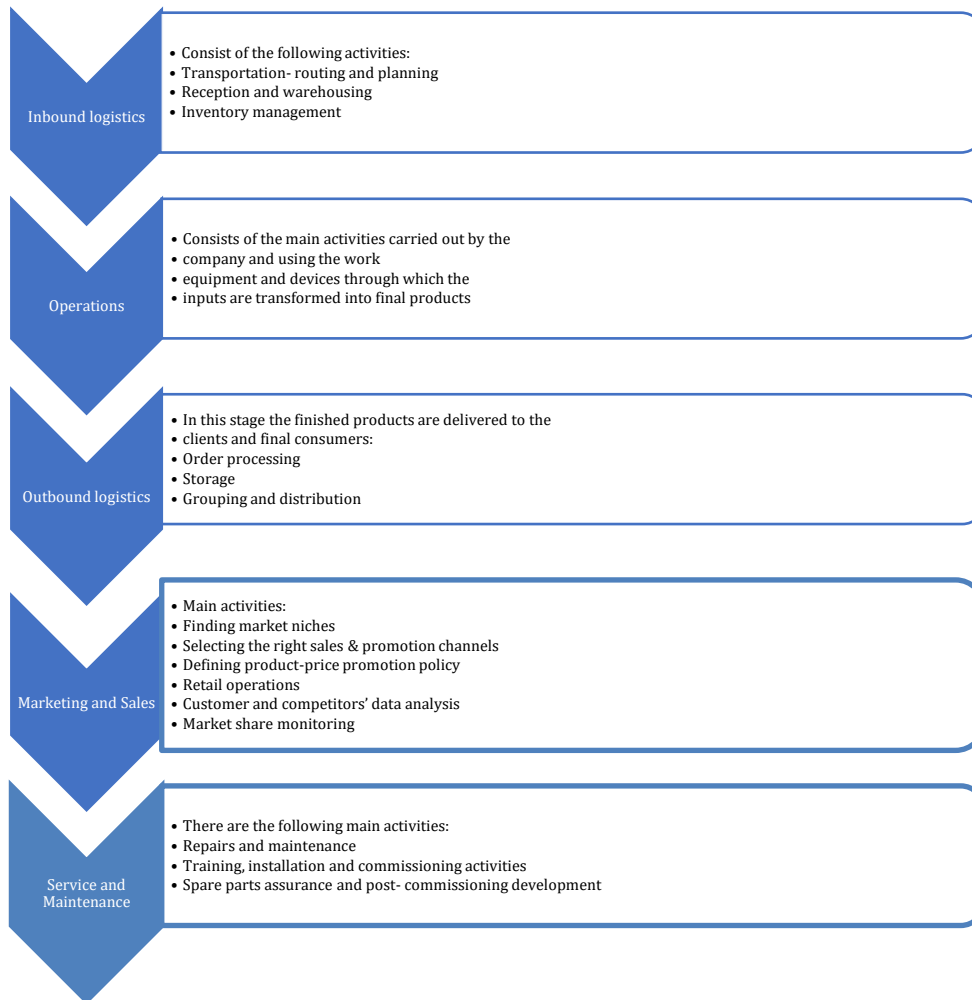 Inbound logistics
• Consist of the following activities:
• Transportation- routing and planning
• Reception and warehousing
• Inventory management
Operations
• Consists of the main activities carried out by the
• company and using the work
• equipment and devices through which the
• inputs are transformed into final products
Outbound logistics
• In this stage the finished products are delivered to the
• clients and final consumers:
• Order processing
• Storage
• Grouping and distribution
Marketing and Sales
• Main activities:
• Finding market niches
• Selecting the right sales & promotion channels
• Defining product-price promotion policy
• Retail operations
• Customer and competitors’ data analysis
• Market share monitoring
Service and
Maintenance
• There are the following main activities:
• Repairs and maintenance
• Training, installation and commissioning activities
• Spare parts assurance and post- commissioning development